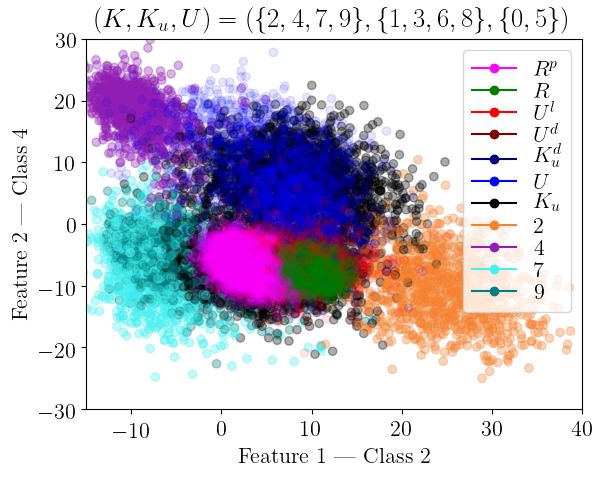 (K, K_u, U) = ({2, 4, 7, 9}, {1, 3, 6, 8}, {0, 5})
30
20
10
0
−10
−20
−30
Feature 2 — Class 4
R^p
R
U^l
U^d
K_u^d
U
K_u
2
4
7
9
−10
0
10
20
30
40
Feature 1 — Class 2